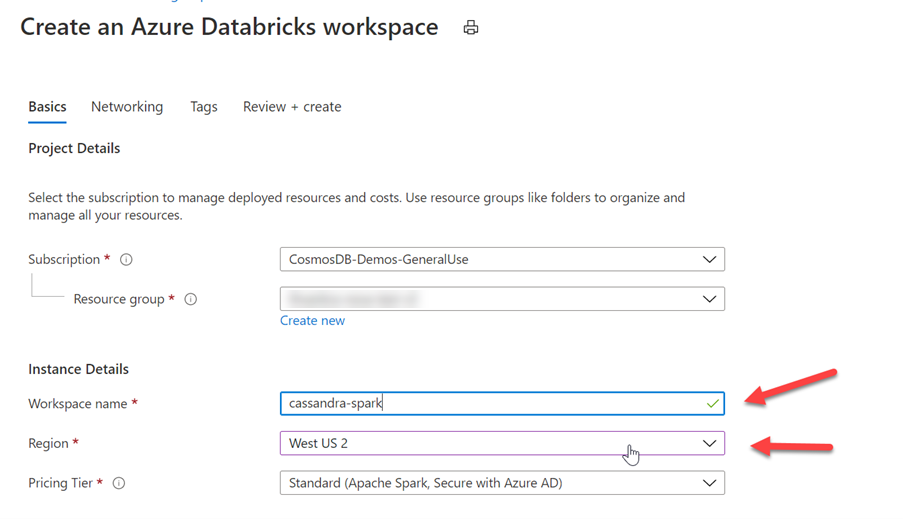 Create an Azure Databricks workspace
Basics Networking Tags Review + create
Project Details
Select the subscription to manage deployed resources and costs. Use resource groups like folders to organize and
manage all your resources.
Subscription * CosmosDB-Demos-GeneralUse
Resource group *
Create new
Instance Details
Workspace name * cassandra-spark
Region * West US 2
Pricing Tier * Standard (Apache Spark, Secure with Azure AD)